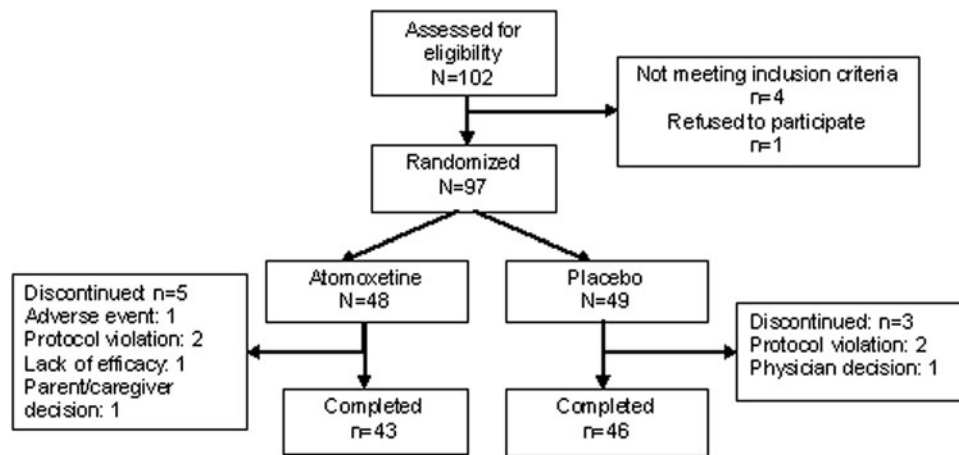 Assessed for
eligibility
N=102
Not meeting inclusion criteria
n=4
Refused to participate
n=1
Randomized
N=97
Atomoxetine
N=48
Placebo
N=49
Discontinued: n=5
Adverse event: 1
Protocol violation: 2
Lack of efficacy: 1
Parent/caregiver
decision: 1
Discontinued: n=3
Protocol violation: 2
Physician decision: 1
Completed
n=43
Completed
n=46